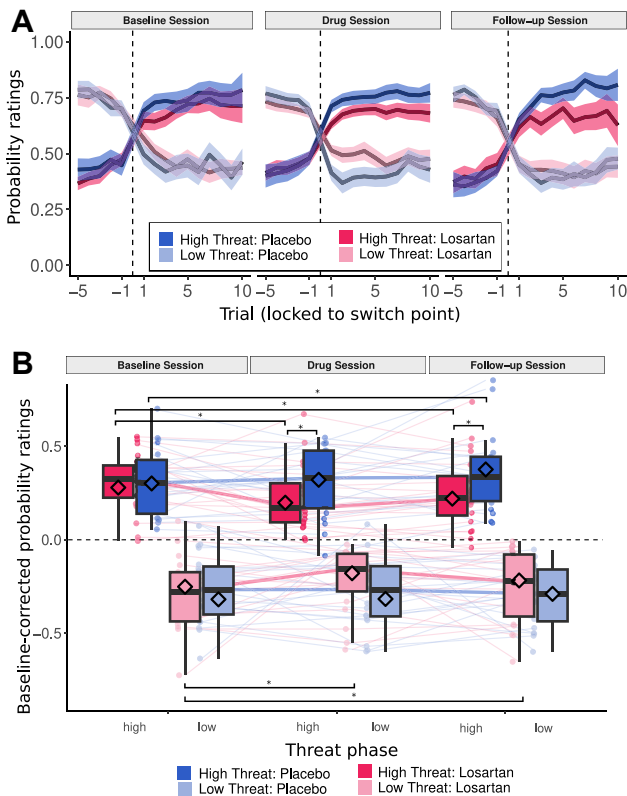 A
Baseline Session
Drug Session
Follow-up Session
Probability ratings
1.00
0.75
0.50
0.25
0.00
High Threat: Placebo
High Threat: Losartan
Low Threat: Placebo
Low Threat: Losartan
-5 -1 1 5 10 -5 -1 1 5 10 -5 -1 1 5 10
Trial (locked to switch point)
B
Baseline Session
Drug Session
Follow-up Session
Baseline-corrected probability ratings
0.5
0.0
-0.5
* * * * * * *
high low high low high low
Threat phase
High Threat: Placebo
High Threat: Losartan
Low Threat: Placebo
Low Threat: Losartan